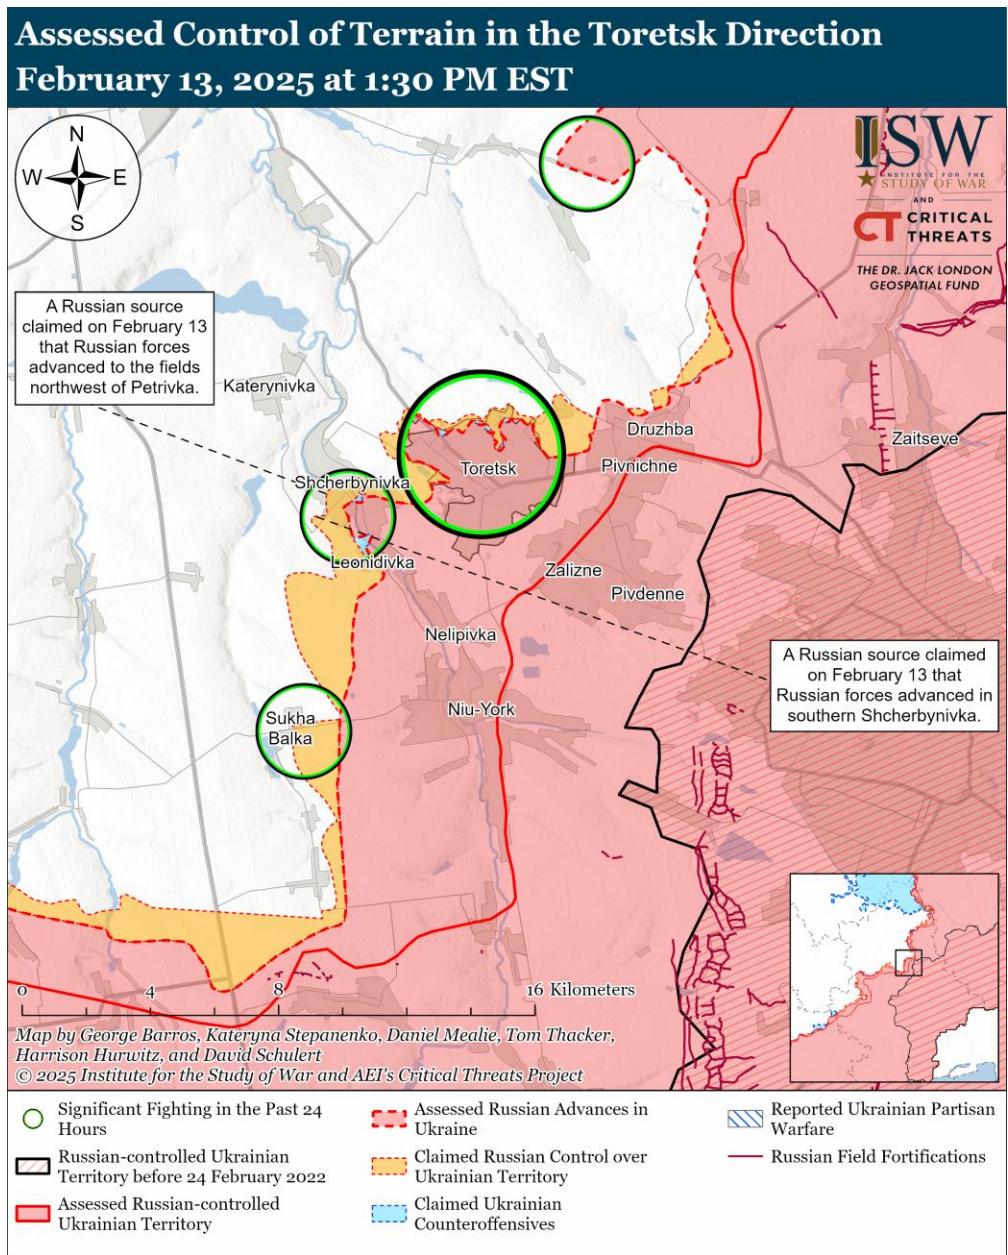 Assessed Control of Terrain in the Toretsk Direction
February 13, 2025 at 1:30 PM EST
N
W
E
S
ISW
INSTITUTE FOR THE
STUDY OF WAR
AND
CT CRITICAL
THREATS
THE DR. JACK LONDON
GEOSPATIAL FUND
A Russian source
claimed on February 13
that Russian forces
advanced to the fields
northwest of Petrivka.
Katerynivka
Druzhba
Zaitseve
Toretsk
Pivnichne
Shcherbynivka
Leonidivka
Zalizne
Pivdenne
Nelipivka
A Russian source claimed
on February 13 that
Russian forces advanced in
southern Shcherbynivka.
Niu-York
Sukha
Balka
0
4
8
16 Kilometers
Map by George Barros, Kateryna Stepanenko, Daniel Mealie, Tom Thacker,
Harrison Hurwitz, and David Schulert
© 2025 Institute for the Study of War and AEI's Critical Threats Project
Significant Fighting in the Past 24
Hours
Russian-controlled Ukrainian
Territory before 24 February 2022
Assessed Russian-controlled
Ukrainian Territory
Assessed Russian Advances in
Ukraine
Claimed Russian Control over
Ukrainian Territory
Claimed Ukrainian
Counteroffensives
Reported Ukrainian Partisan
Warfare
Russian Field Fortifications